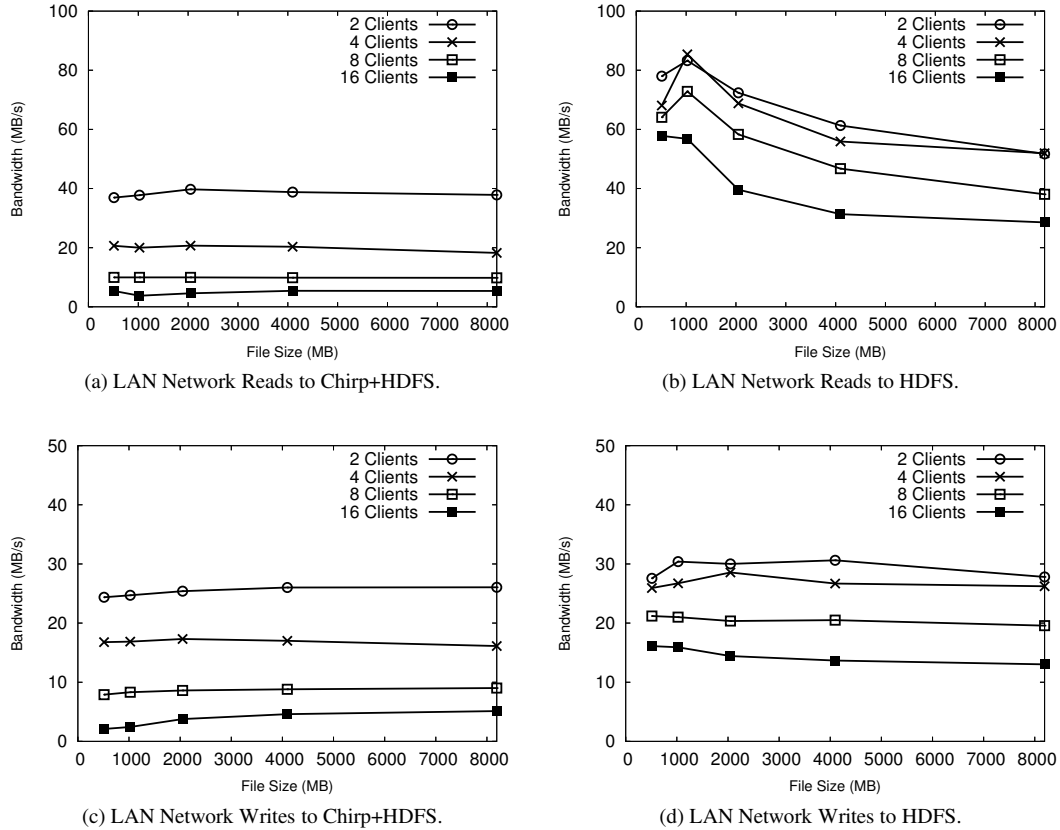 100
80
60
40
20
0
Bandwidth (MB/s)
2 Clients
4 Clients
8 Clients
16 Clients
0 1000 2000 3000 4000 5000 6000 7000 8000
File Size (MB)
(a) LAN Network Reads to Chirp+HDFS.
100
80
60
40
20
0
Bandwidth (MB/s)
2 Clients
4 Clients
8 Clients
16 Clients
0 1000 2000 3000 4000 5000 6000 7000 8000
File Size (MB)
(b) LAN Network Reads to HDFS.
50
40
30
20
10
0
Bandwidth (MB/s)
2 Clients
4 Clients
8 Clients
16 Clients
0 1000 2000 3000 4000 5000 6000 7000 8000
File Size (MB)
(c) LAN Network Writes to Chirp+HDFS.
50
40
30
20
10
0
Bandwidth (MB/s)
2 Clients
4 Clients
8 Clients
16 Clients
0 1000 2000 3000 4000 5000 6000 7000 8000
File Size (MB)
(d) LAN Network Writes to HDFS.